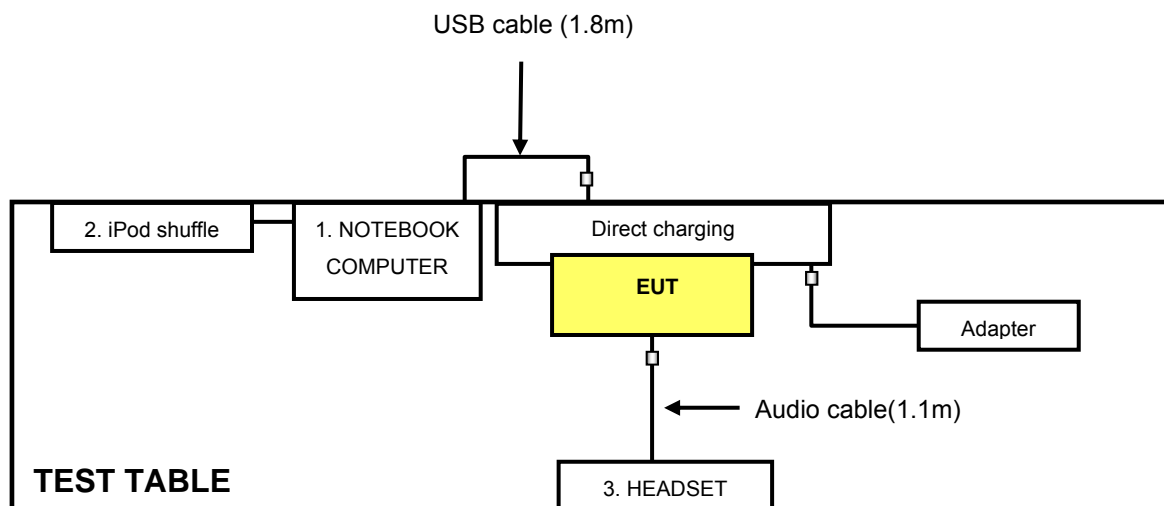 USB cable (1.8m)
2. iPod shuffle
1. NOTEBOOK
COMPUTER
Direct charging
EUT
Adapter
Audio cable(1.1m)
TEST TABLE
3. HEADSET